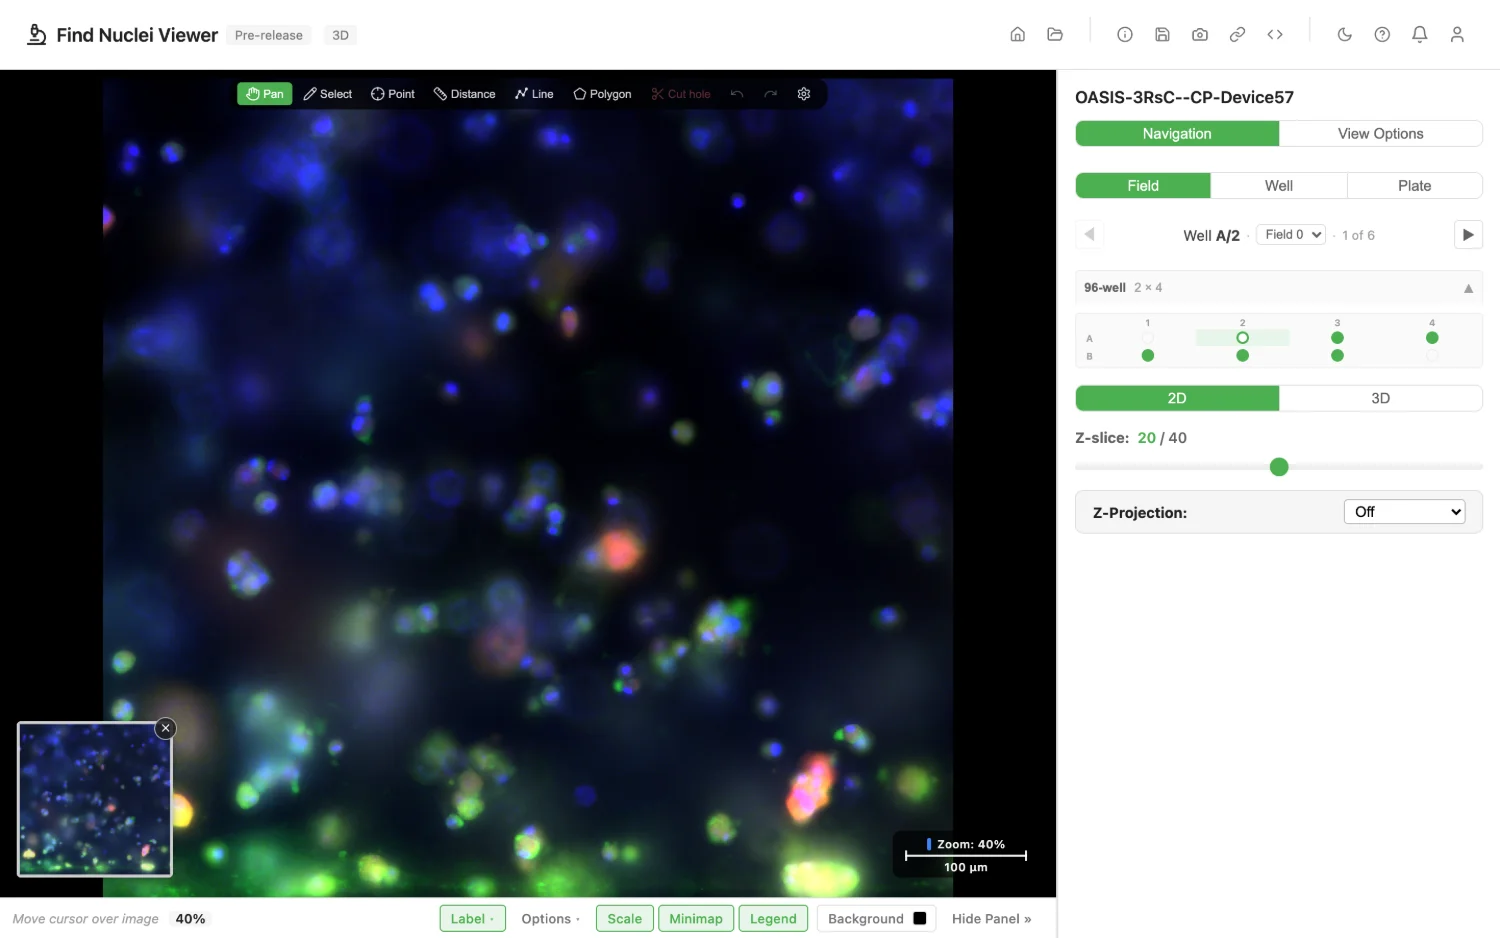 Find Nuclei Viewer Pre-release 3D
Pan Select Point Distance Line Polygon Cut hole
OASIS-3RsC--CP-Device57
Navigation View Options
Field Well Plate
Well A/2 · Field 0 · 1 of 6
96-well 2 × 4
1 2 3 4
A
B
2D 3D
Z-slice: 20 / 40
Z-Projection: Off
Zoom: 40%
100 µm
Move cursor over image 40% Label · Options · Scale Minimap Legend Background Hide Panel »